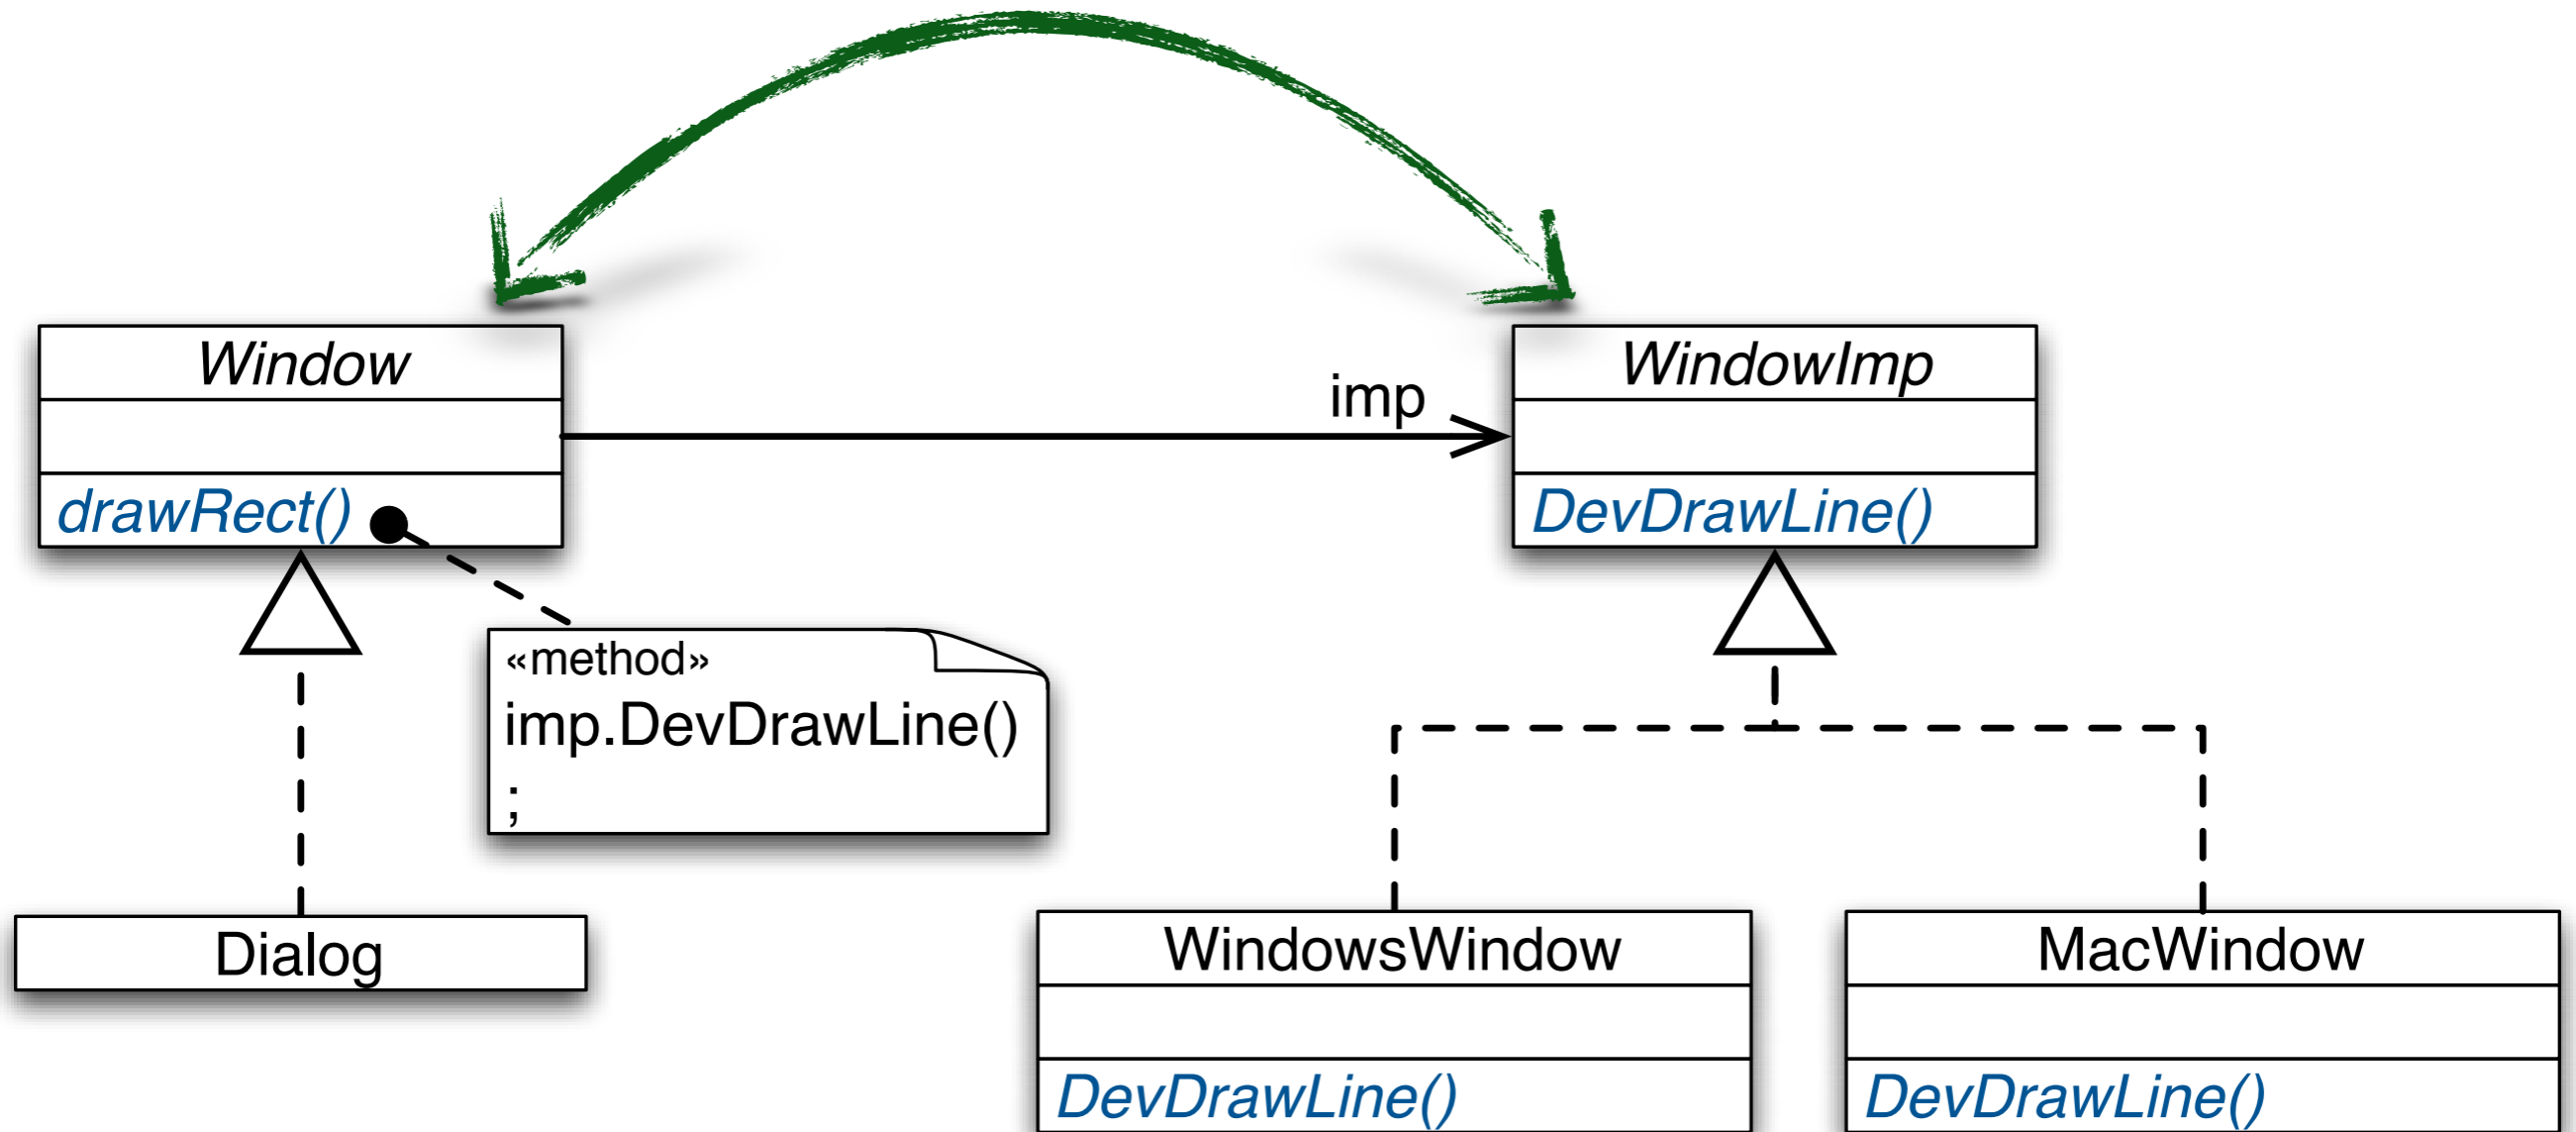 Window
drawRect()
imp
WindowImp
DevDrawLine()
«method»
imp.DevDrawLine()
;
Dialog
WindowsWindow
DevDrawLine()
MacWindow
DevDrawLine()